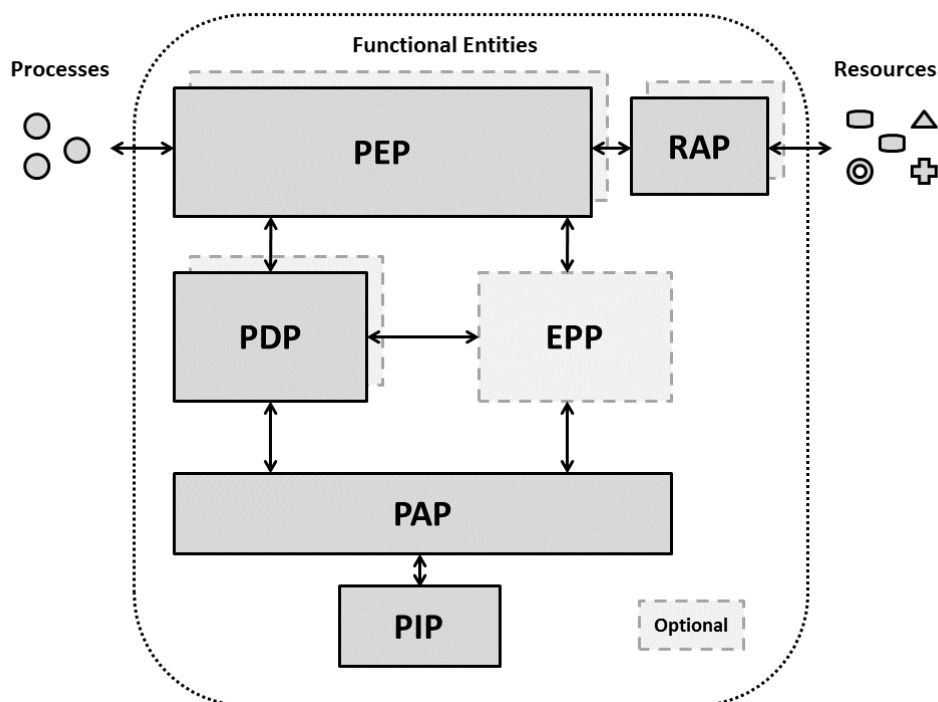 Functional Entities
Processes
Resources
PEP
RAP
PDP
EPP
PAP
PIP
Optional